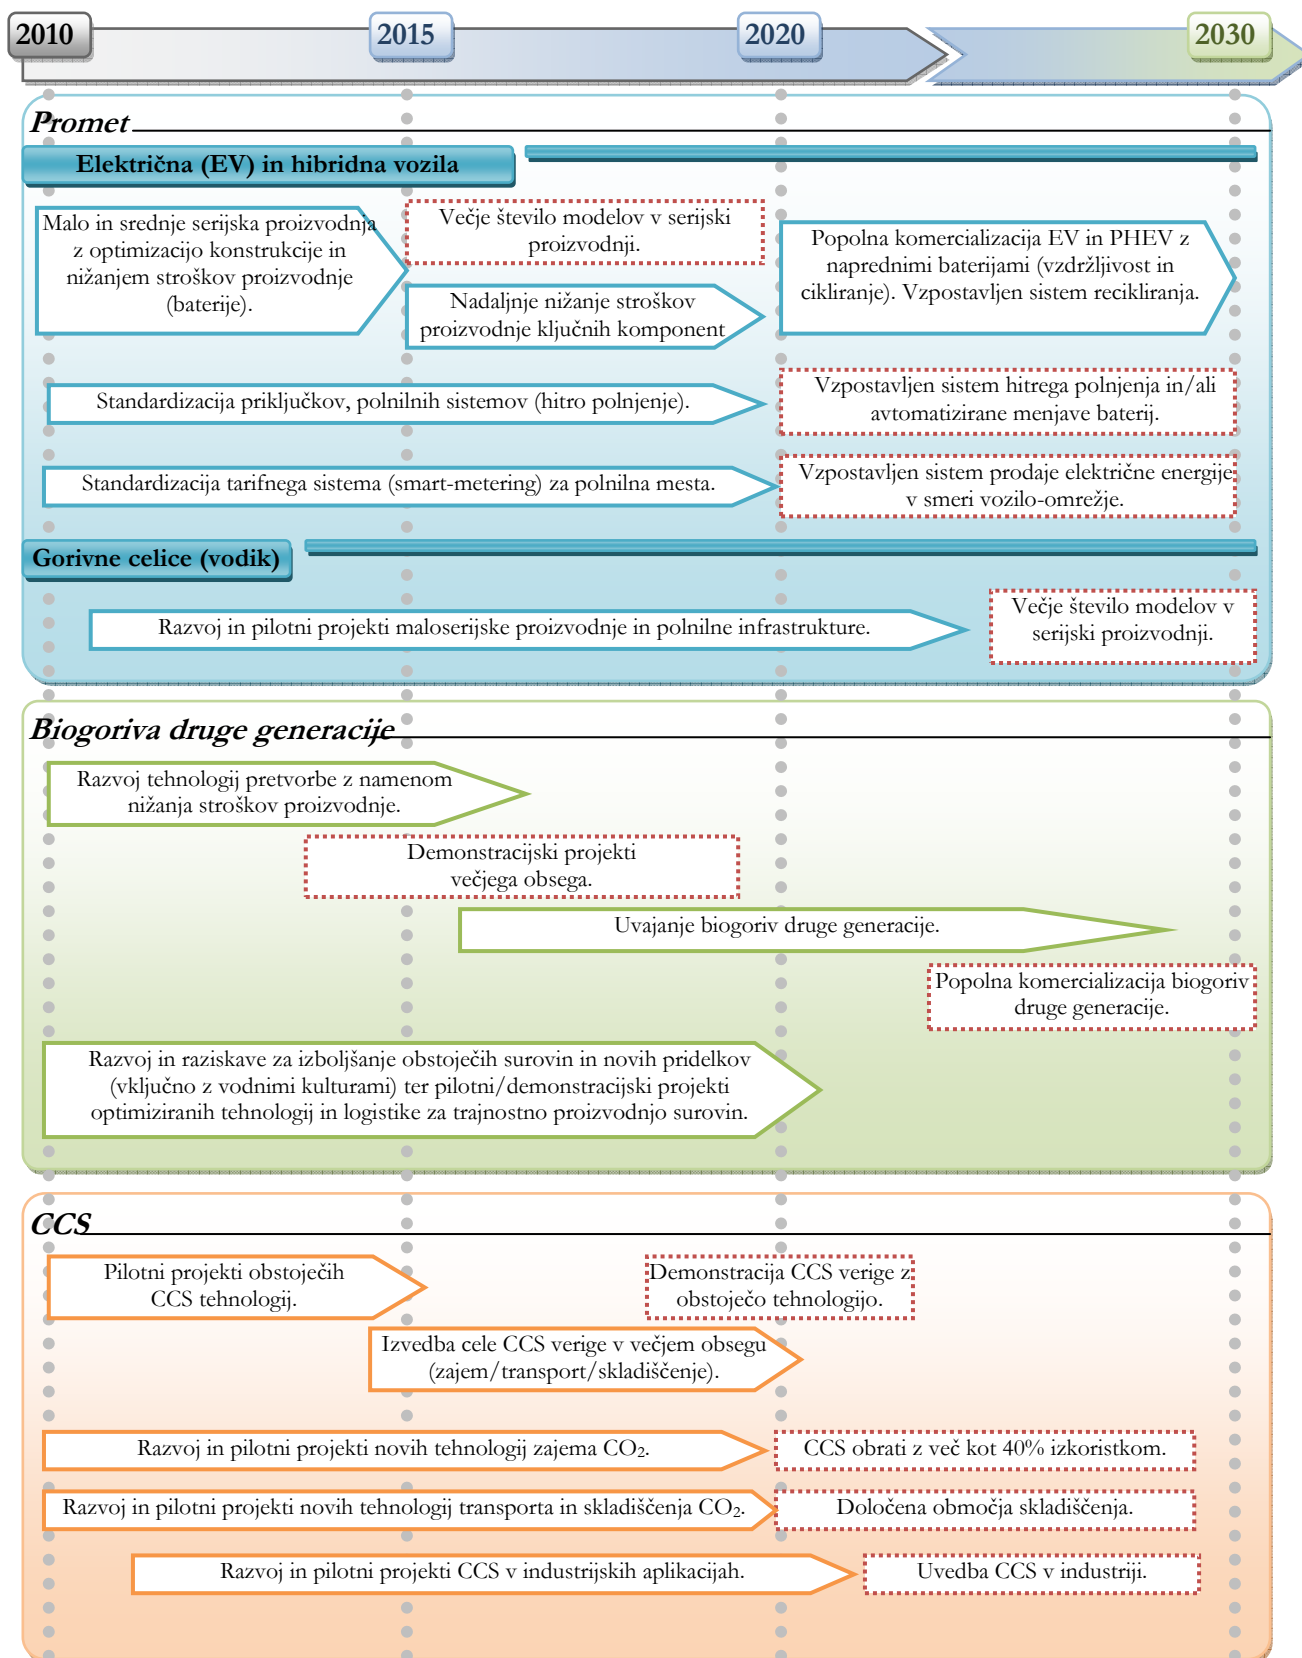 2010
2015
2020
2030
Promet
Električna (EV) in hibridna vozila
Malo in srednje serijska proizvodnja
z optimizacijo konstrukcije in
nižanjem stroškov proizvodnje
(baterije).
Večje število modelov v serijski
proizvodnji.
Nadaljnje nižanje stroškov
proizvodnje ključnih komponent
Popolna komercializacija EV in PHEV z
naprednimi baterijami (vzdržljivost in
cikliranje). Vzpostavljen sistem recikliranja.
Standardizacija priključkov, polnilnih sistemov (hitro polnjenje).
Vzpostavljen sistem hitrega polnjenja in/ali
avtomatizirane menjave baterij.
Standardizacija tarifnega sistema (smart-metering) za polnilna mesta.
Vzpostavljen sistem prodaje električne energije
v smeri vozilo-omrežje.
Gorivne celice (vodik)
Razvoj in pilotni projekti maloserijske proizvodnje in polnilne infrastrukture.
Večje število modelov v
serijski proizvodnji.
Biogoriva druge generacije
Razvoj tehnologij pretvorbe z namenom
nižanja stroškov proizvodnje.
Demonstracijski projekti
večjega obsega.
Uvajanje biogoriv druge generacije.
Popolna komercializacija biogoriv
druge generacije.
Razvoj in raziskave za izboljšanje obstoječih surovin in novih pridelkov
(vključno z vodnimi kulturami) ter pilotni/demonstracijski projekti
optimiziranih tehnologij in logistike za trajnostno proizvodnjo surovin.
CCS
Pilotni projekti obstoječih
CCS tehnologij.
Demonstracija CCS verige z
obstoječo tehnologijo.
Izvedba cele CCS verige v večjem obsegu
(zajem/transport/skladiščenje).
Razvoj in pilotni projekti novih tehnologij zajema CO₂.
CCS obrati z več kot 40% izkoristkom.
Razvoj in pilotni projekti novih tehnologij transporta in skladiščenja CO₂.
Določena območja skladiščenja.
Razvoj in pilotni projekti CCS v industrijskih aplikacijah.
Uvedba CCS v industriji.